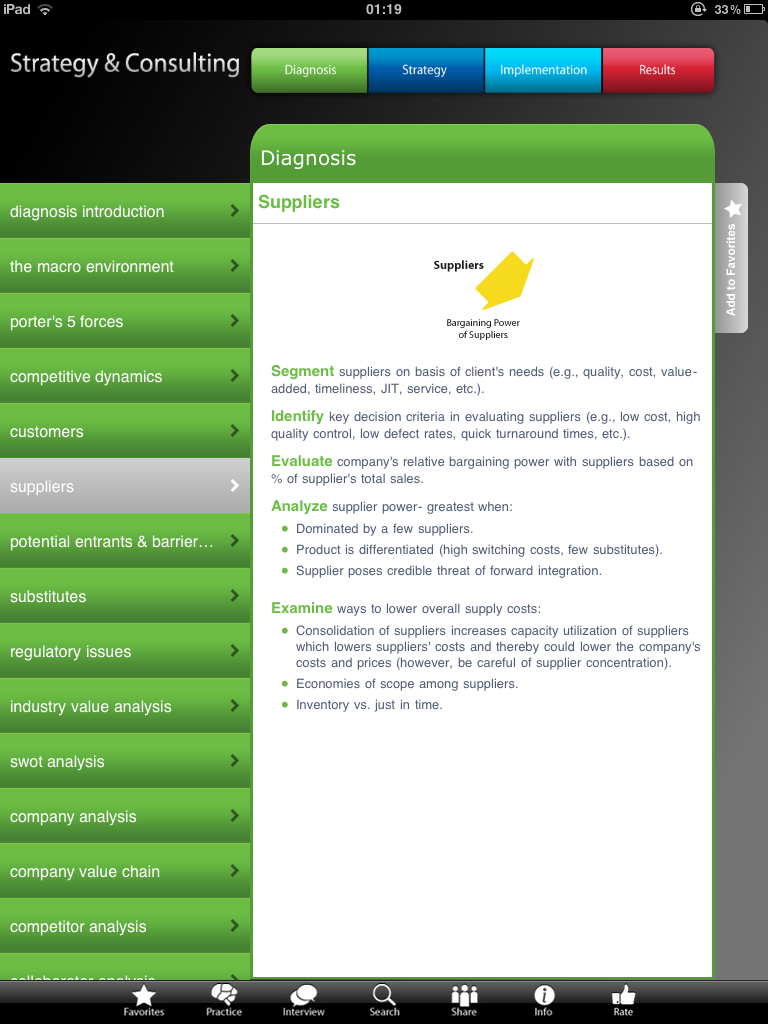 iPad 01:19 33%
Strategy & Consulting
Diagnosis Strategy Implementation Results
Diagnosis
diagnosis introduction
the macro environment
porter's 5 forces
competitive dynamics
customers
suppliers
potential entrants & barrier...
substitutes
regulatory issues
industry value analysis
swot analysis
company analysis
company value chain
competitor analysis
collaborator analysis
Suppliers
Suppliers
Bargaining Power
of Suppliers
Segment suppliers on basis of client's needs (e.g., quality, cost, value-
added, timeliness, JIT, service, etc.).
Identify key decision criteria in evaluating suppliers (e.g., low cost, high
quality control, low defect rates, quick turnaround times, etc.).
Evaluate company's relative bargaining power with suppliers based on
% of supplier's total sales.
Analyze supplier power- greatest when:
Dominated by a few suppliers.
Product is differentiated (high switching costs, few substitutes).
Supplier poses credible threat of forward integration.
Examine ways to lower overall supply costs:
Consolidation of suppliers increases capacity utilization of suppliers
which lowers suppliers' costs and thereby could lower the company's
costs and prices (however, be careful of supplier concentration).
Economies of scope among suppliers.
Inventory vs. just in time.
Add to Favorites
Favorites Practice Interview Search Share Info Rate